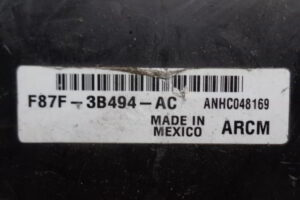 F87F-3B494-AC ANHC048169
MADE IN
MEXICO ARCM